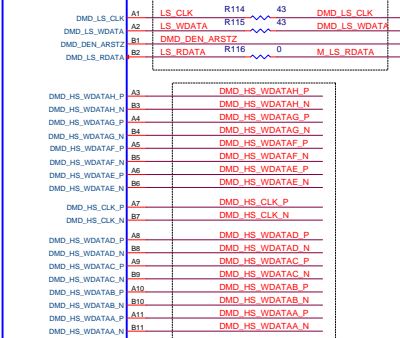 DMD_LS_CLK A1 LS_CLK R114 43 DMD_LS_CLK
DMD_LS_WDATA A2 LS_WDATA R115 43 DMD_LS_WDATA
DMD_DEN_ARSTZ B1 DMD_DEN_ARSTZ
DMD_LS_RDATA B2 LS_RDATA R116 0 M_LS_RDATA
DMD_HS_WDATAH_P A3 DMD_HS_WDATAH_P
DMD_HS_WDATAH_N B3 DMD_HS_WDATAH_N
DMD_HS_WDATAG_P A4 DMD_HS_WDATAG_P
DMD_HS_WDATAG_N B4 DMD_HS_WDATAG_N
DMD_HS_WDATAF_P A5 DMD_HS_WDATAF_P
DMD_HS_WDATAF_N B5 DMD_HS_WDATAF_N
DMD_HS_WDATAE_P A6 DMD_HS_WDATAE_P
DMD_HS_WDATAE_N B6 DMD_HS_WDATAE_N
DMD_HS_CLK_P A7 DMD_HS_CLK_P
DMD_HS_CLK_N B7 DMD_HS_CLK_N
DMD_HS_WDATAD_P A8 DMD_HS_WDATAD_P
DMD_HS_WDATAD_N B8 DMD_HS_WDATAD_N
DMD_HS_WDATAC_P A9 DMD_HS_WDATAC_P
DMD_HS_WDATAC_N B9 DMD_HS_WDATAC_N
DMD_HS_WDATAB_P A10 DMD_HS_WDATAB_P
DMD_HS_WDATAB_N B10 DMD_HS_WDATAB_N
DMD_HS_WDATAA_P A11 DMD_HS_WDATAA_P
DMD_HS_WDATAA_N B11 DMD_HS_WDATAA_N